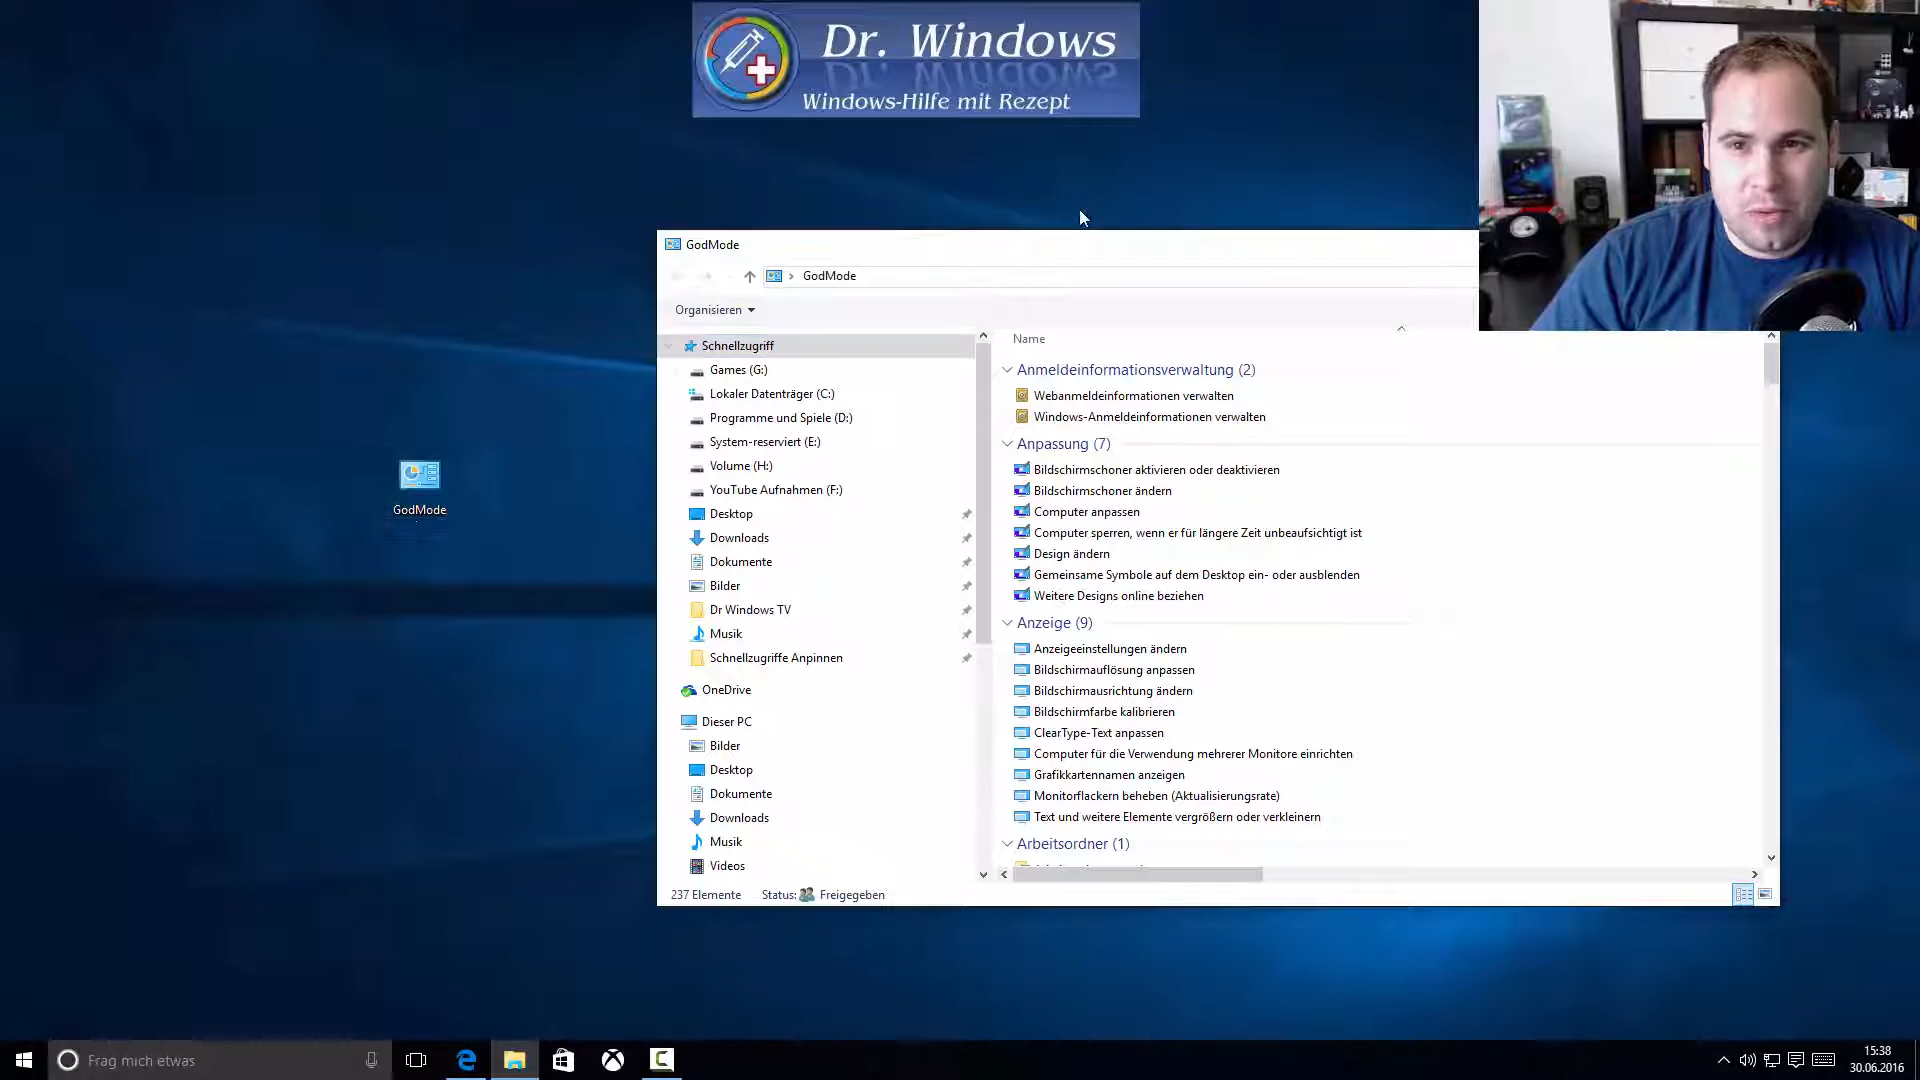 Dr. Windows
Windows-Hilfe mit Rezept
GodMode
GodMode
Organisieren
Schnellzugriff
Games (G:)
Lokaler Datenträger (C:)
Programme und Spiele (D:)
System-reserviert (E:)
Volume (H:)
YouTube Aufnahmen (F:)
Desktop
Downloads
Dokumente
Bilder
Dr Windows TV
Musik
Schnellzugriffe Anpinnen
OneDrive
Dieser PC
Bilder
Desktop
Dokumente
Downloads
Musik
Videos
Name
Anmeldeinformationsverwaltung (2)
Webanmeldeinformationen verwalten
Windows-Anmeldeinformationen verwalten
Anpassung (7)
Bildschirmschoner aktivieren oder deaktivieren
Bildschirmschoner ändern
Computer anpassen
Computer sperren, wenn er für längere Zeit unbeaufsichtigt ist
Design ändern
Gemeinsame Symbole auf dem Desktop ein- oder ausblenden
Weitere Designs online beziehen
Anzeige (9)
Anzeigeeinstellungen ändern
Bildschirmauflösung anpassen
Bildschirmausrichtung ändern
Bildschirmfarbe kalibrieren
ClearType-Text anpassen
Computer für die Verwendung mehrerer Monitore einrichten
Grafikkartennamen anzeigen
Monitorflackern beheben (Aktualisierungsrate)
Text und weitere Elemente vergrößern oder verkleinern
Arbeitsordner (1)
237 Elemente Status: Freigegeben
GodMode
Frag mich etwas
15:38
30.06.2016